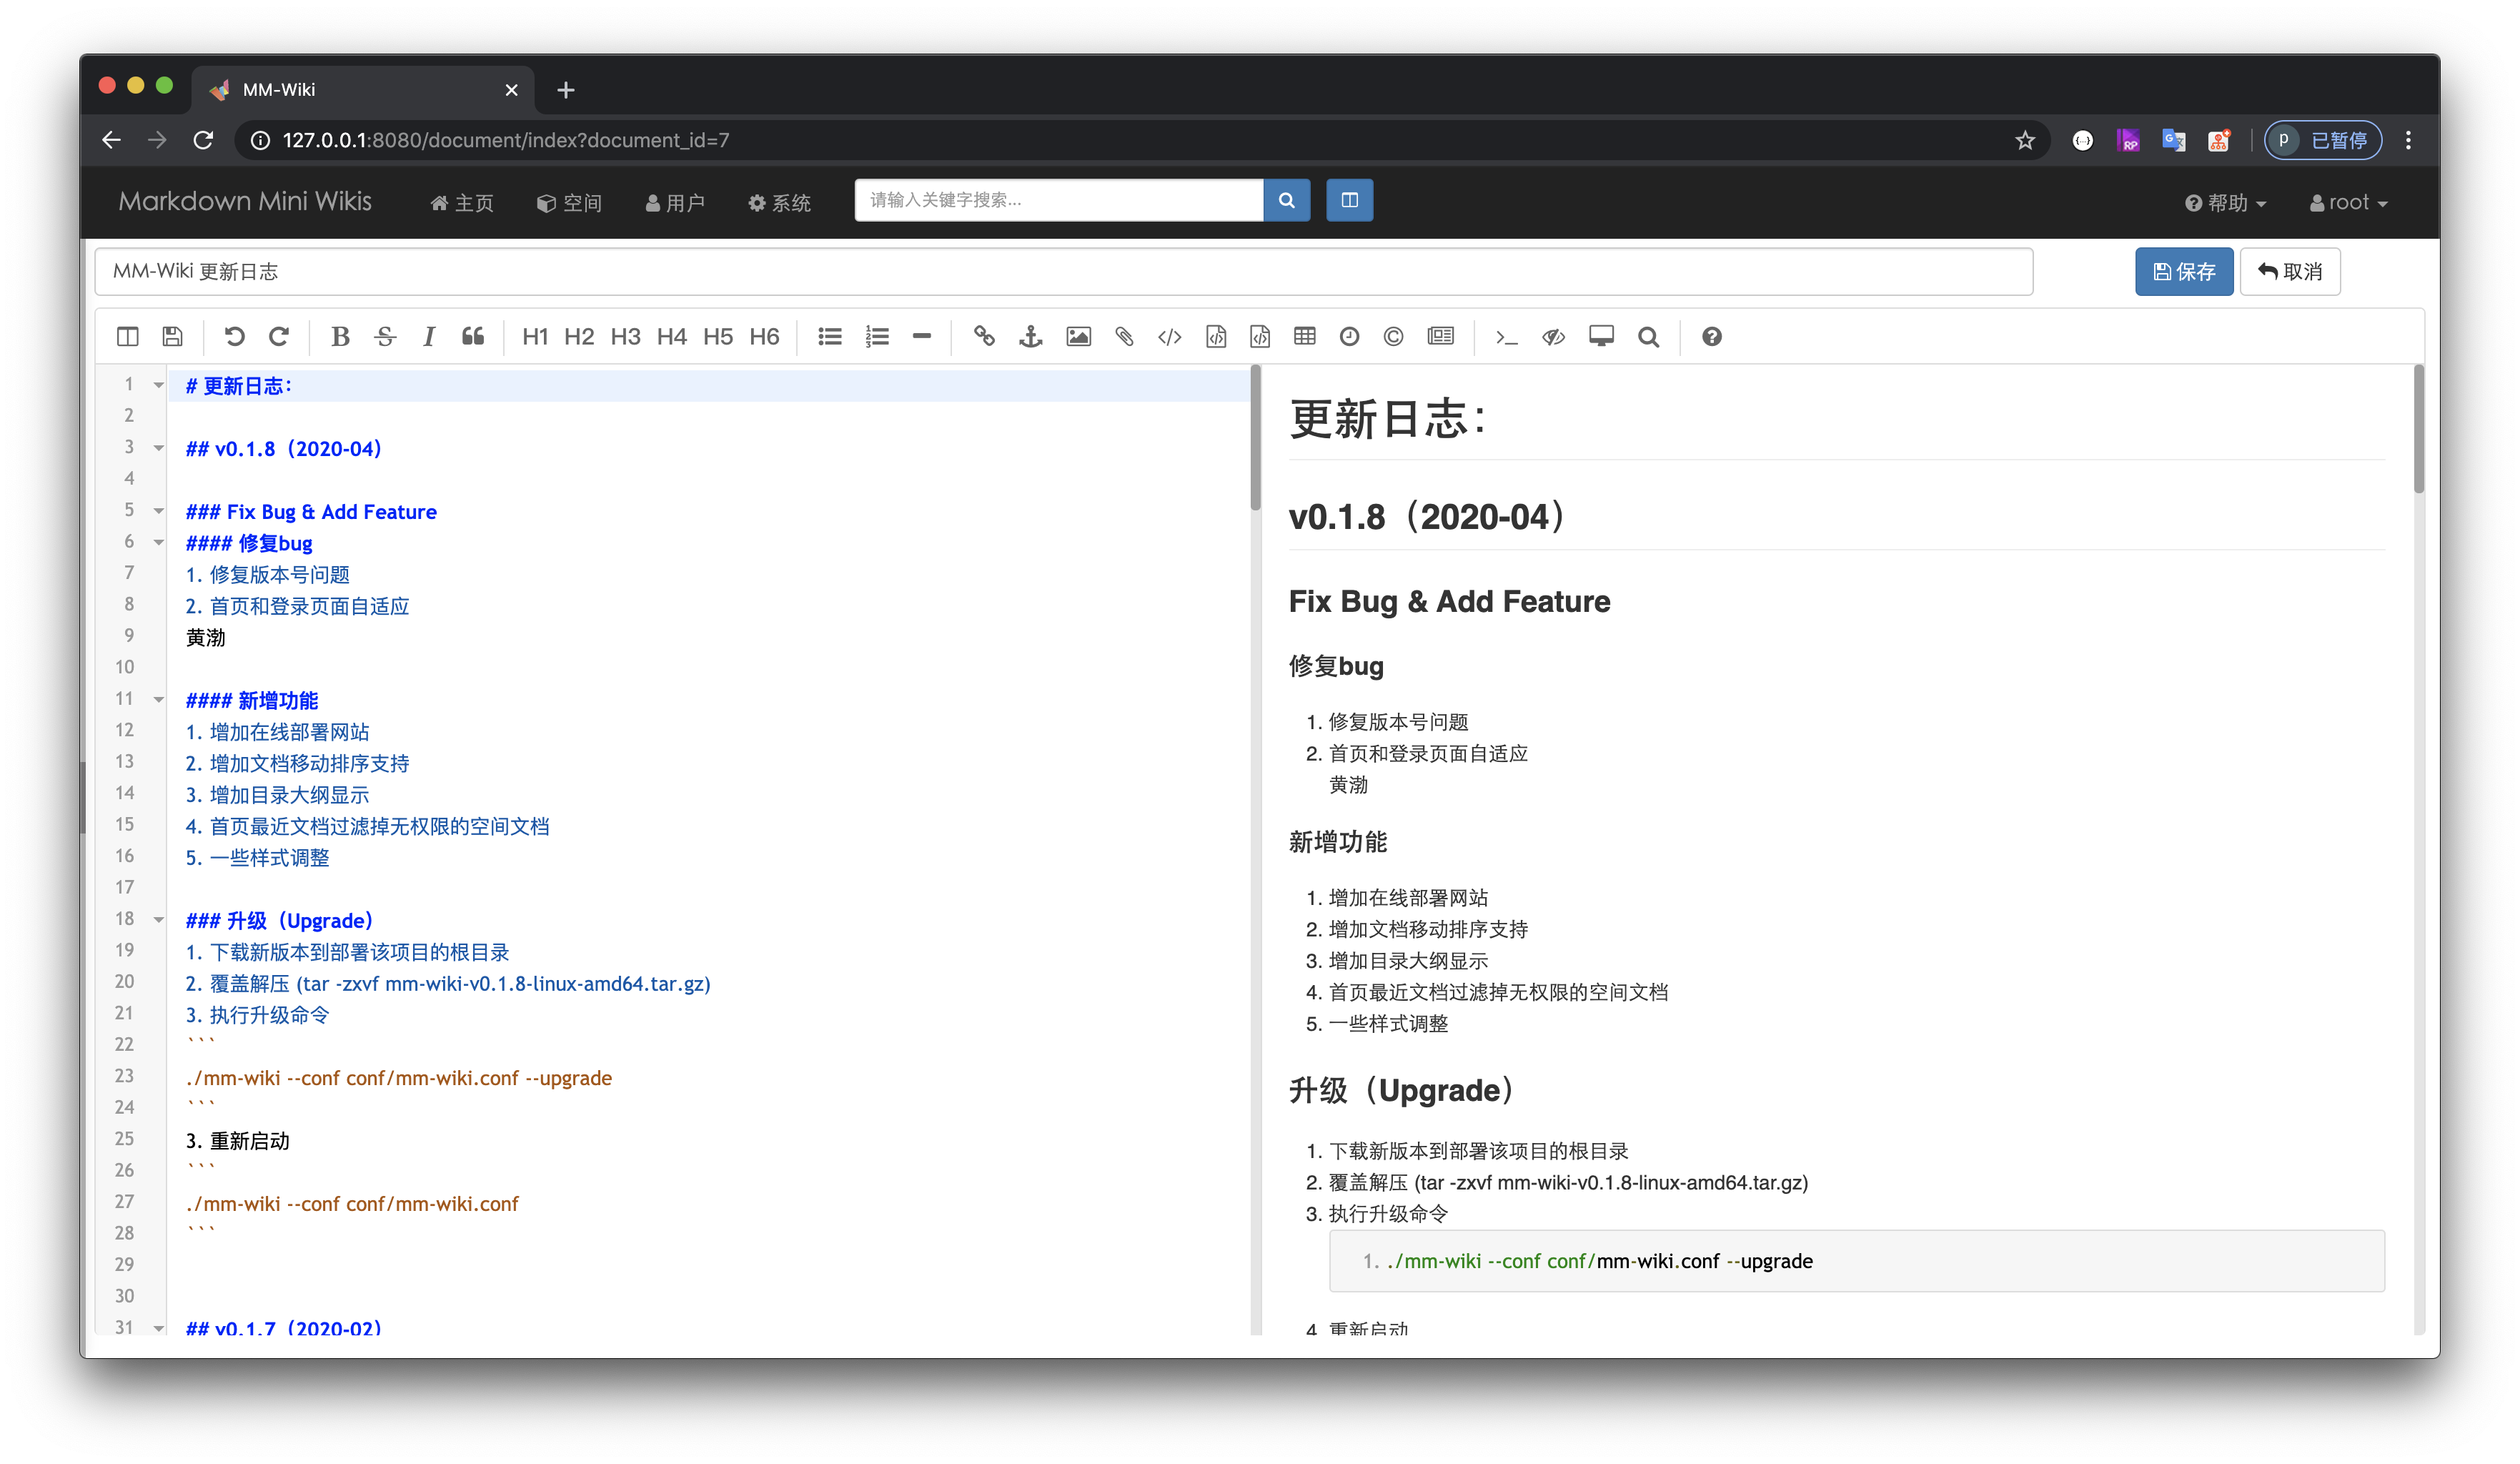 MM-Wiki
127.0.0.1:8080/document/index?document_id=7
RP
G
p 已暂停
Markdown Mini Wikis 主页 空间 用户 系统 请输入关键字搜索... 帮助 root
MM-Wiki 更新日志 保存 取消
B S I H1 H2 H3 H4 H5 H6
1 # 更新日志：
2
3 ## v0.1.8（2020-04）
4
5 ### Fix Bug & Add Feature
6 #### 修复bug
7 1. 修复版本号问题
8 2. 首页和登录页面自适应
9 黄渤
10
11 #### 新增功能
12 1. 增加在线部署网站
13 2. 增加文档移动排序支持
14 3. 增加目录大纲显示
15 4. 首页最近文档过滤掉无权限的空间文档
16 5. 一些样式调整
17
18 ### 升级（Upgrade）
19 1. 下载新版本到部署该项目的根目录
20 2. 覆盖解压 (tar -zxvf mm-wiki-v0.1.8-linux-amd64.tar.gz)
21 3. 执行升级命令
22 ```
23 ./mm-wiki --conf conf/mm-wiki.conf --upgrade
24 ```
25 3. 重新启动
26 ```
27 ./mm-wiki --conf conf/mm-wiki.conf
28 ```
29
30
31 ## v0.1.7（2020-02）
更新日志：
v0.1.8（2020-04）
Fix Bug & Add Feature
修复bug
1. 修复版本号问题
2. 首页和登录页面自适应
黄渤
新增功能
1. 增加在线部署网站
2. 增加文档移动排序支持
3. 增加目录大纲显示
4. 首页最近文档过滤掉无权限的空间文档
5. 一些样式调整
升级（Upgrade）
1. 下载新版本到部署该项目的根目录
2. 覆盖解压 (tar -zxvf mm-wiki-v0.1.8-linux-amd64.tar.gz)
3. 执行升级命令
1. ./mm-wiki --conf conf/mm-wiki.conf --upgrade
4. 重新启动